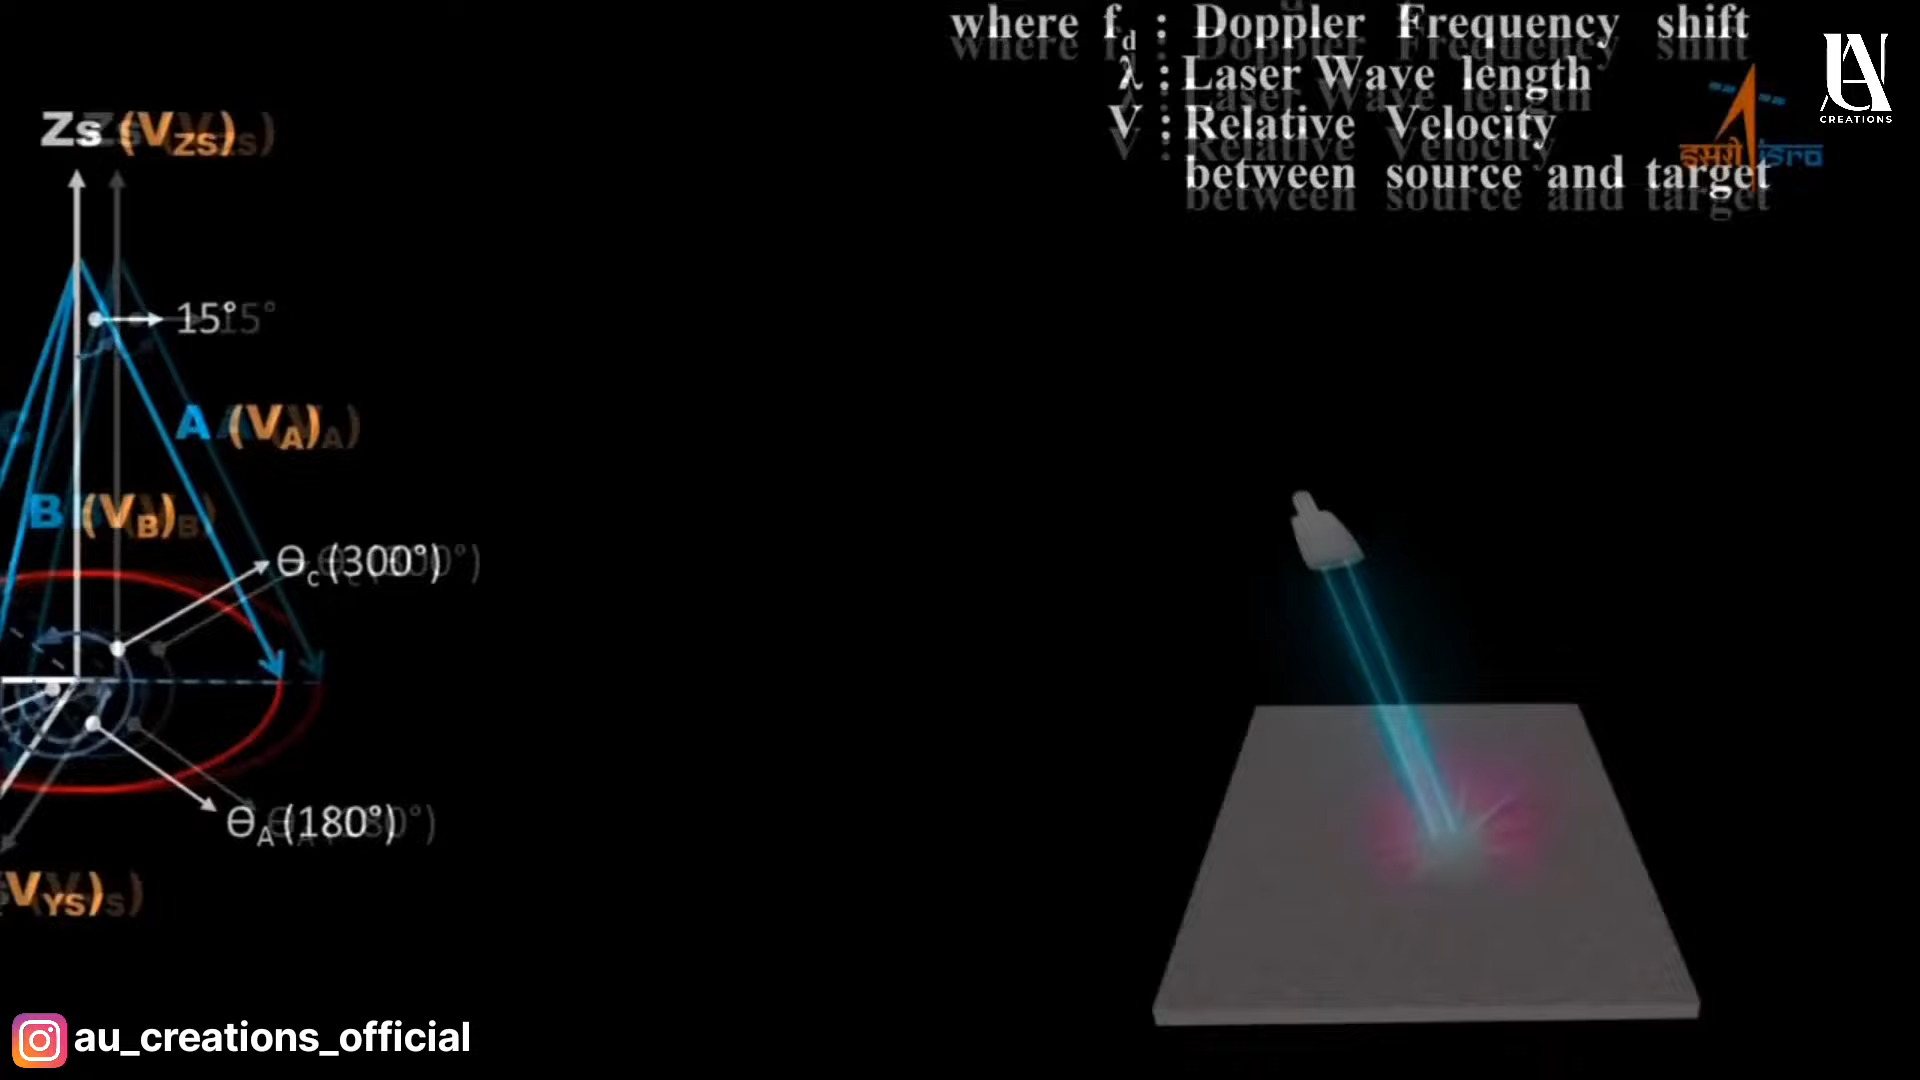 where f_d : Doppler Frequency shift
λ : Laser Wave length
V : Relative Velocity
between source and target
इसरो isro
UA
CREATIONS
Zs (V_ZS)
15°
A (V_A)
B (V_B)
Θ_c (300°)
Θ_A (180°)
V_YS)
au_creations_official